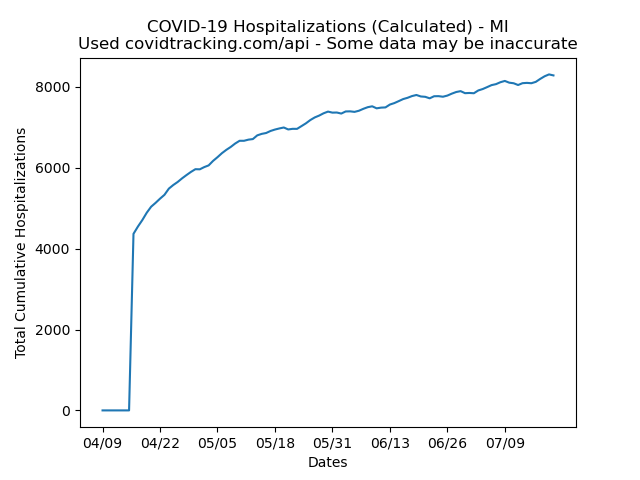 COVID-19 Hospitalizations (Calculated) - MI
Used covidtracking.com/api - Some data may be inaccurate
Total Cumulative Hospitalizations
8000
6000
4000
2000
0
04/09 04/22 05/05 05/18 05/31 06/13 06/26 07/09
Dates